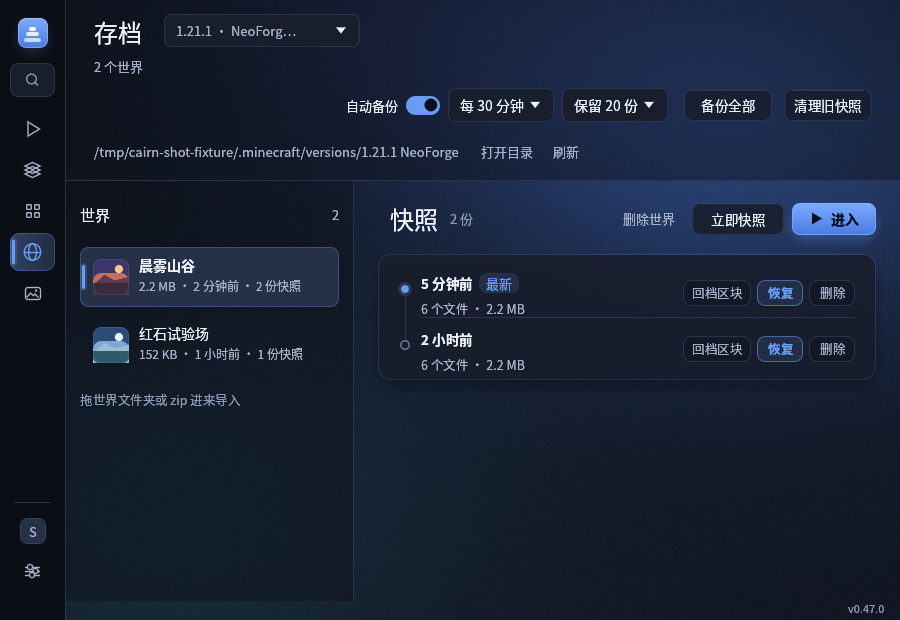 存档
1.21.1 • NeoForg…
2 个世界
自动备份
每 30 分钟
保留 20 份
备份全部
清理旧快照
/tmp/cairn-shot-fixture/.minecraft/versions/1.21.1 NeoForge
打开目录
刷新
世界
2
晨雾山谷
2.2 MB • 2 分钟前 • 2 份快照
红石试验场
152 KB • 1 小时前 • 1 份快照
拖世界文件夹或 zip 进来导入
快照
2 份
删除世界
立即快照
进入
5 分钟前
最新
6 个文件 • 2.2 MB
回档区块
恢复
删除
2 小时前
6 个文件 • 2.2 MB
回档区块
恢复
删除
S
v0.47.0